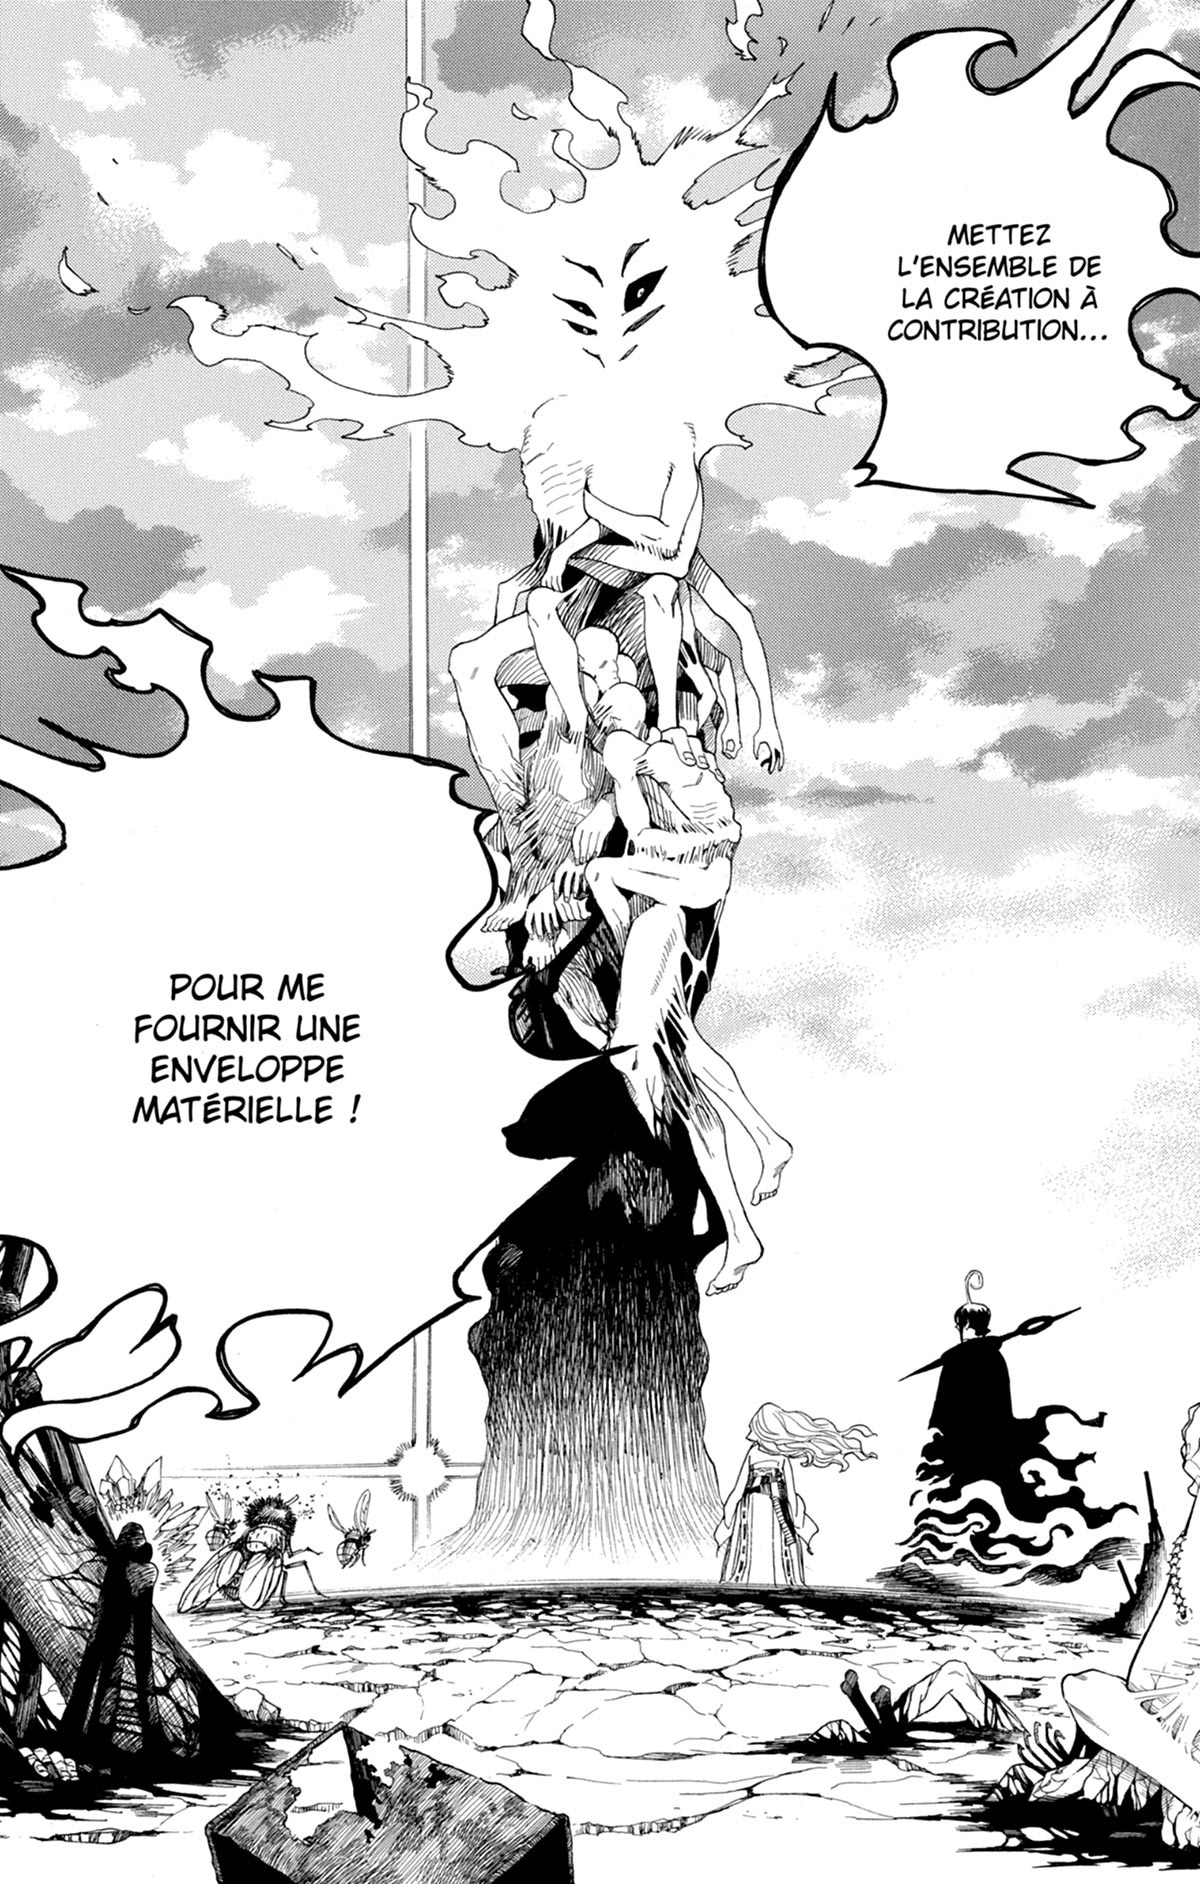 METTEZ
L'ENSEMBLE DE
LA CRÉATION À
CONTRIBUTION...
POUR ME
FOURNIR UNE
ENVELOPPE
MATÉRIELLE !